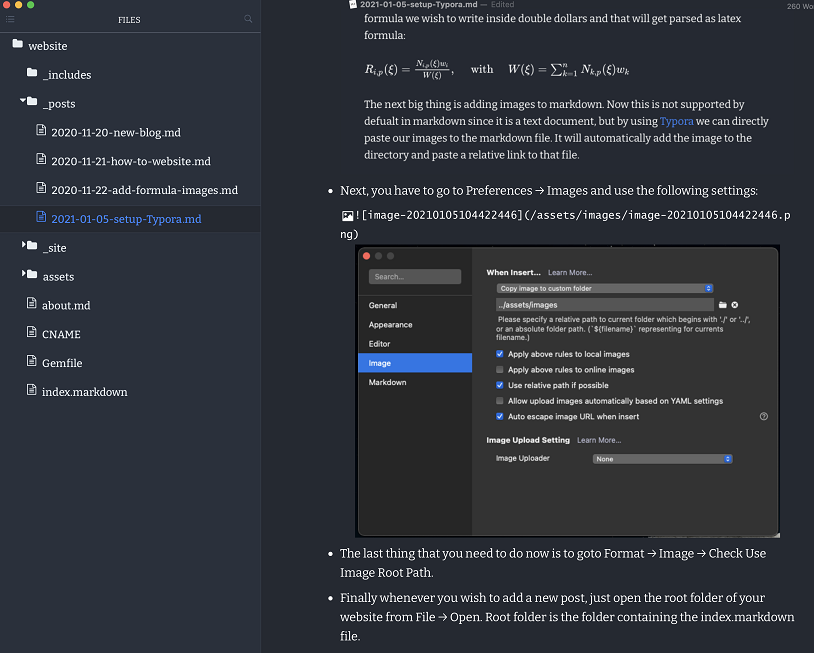 FILES
website
_includes
_posts
2020-11-20-new-blog.md
2020-11-21-how-to-website.md
2020-11-22-add-formula-images.md
2021-01-05-setup-Typora.md
_site
assets
about.md
CNAME
Gemfile
index.markdown
2021-01-05-setup-Typora.md — Edited
260 Wo
formula we wish to write inside double dollars and that will get parsed as latex
formula:
R_{i,p}(ξ) = \frac{N_{i,p}(ξ)w_i}{W(ξ)}, with W(ξ) = ∑_{k=1}^{n} N_{k,p}(ξ)w_k
The next big thing is adding images to markdown. Now this is not supported by
defualt in markdown since it is a text document, but by using Typora we can directly
paste our images to the markdown file. It will automatically add the image to the
directory and paste a relative link to that file.
• Next, you have to go to Preferences → Images and use the following settings:
![image-20210105104422446](/assets/images/image-20210105104422446.p
ng)
Search...
General
Appearance
Editor
Image
Markdown
When Insert... Learn More...
Copy image to custom folder
../assets/images
Please specify a relative path to current folder which begins with './' or '../',
or an absolute folder path. (`${filename}` representing for currents
filename.)
Apply above rules to local images
Apply above rules to online images
Use relative path if possible
Allow upload images automatically based on YAML settings
Auto escape image URL when insert
?
Image Upload Setting Learn More...
Image Uploader None
• The last thing that you need to do now is to goto Format → Image → Check Use
Image Root Path.
• Finally whenever you wish to add a new post, just open the root folder of your
website from File → Open. Root folder is the folder containing the index.markdown
file.